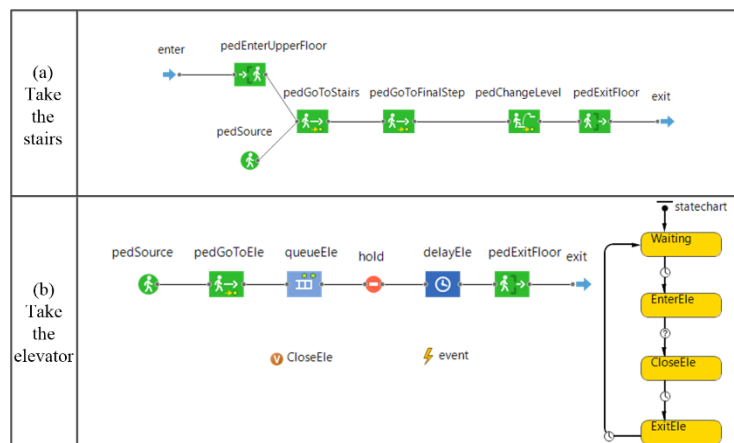 (a)
Take
the
stairs
enter
pedEnterUpperFloor
pedGoToStairs
pedGoToFinalStep
pedChangeLevel
pedExitFloor
exit
pedSource
(b)
Take
the
elevator
pedSource
pedGoToEle
queueEle
hold
delayEle
pedExitFloor
exit
V
CloseEle
event
statechart
Waiting
EnterEle
?
CloseEle
ExitEle